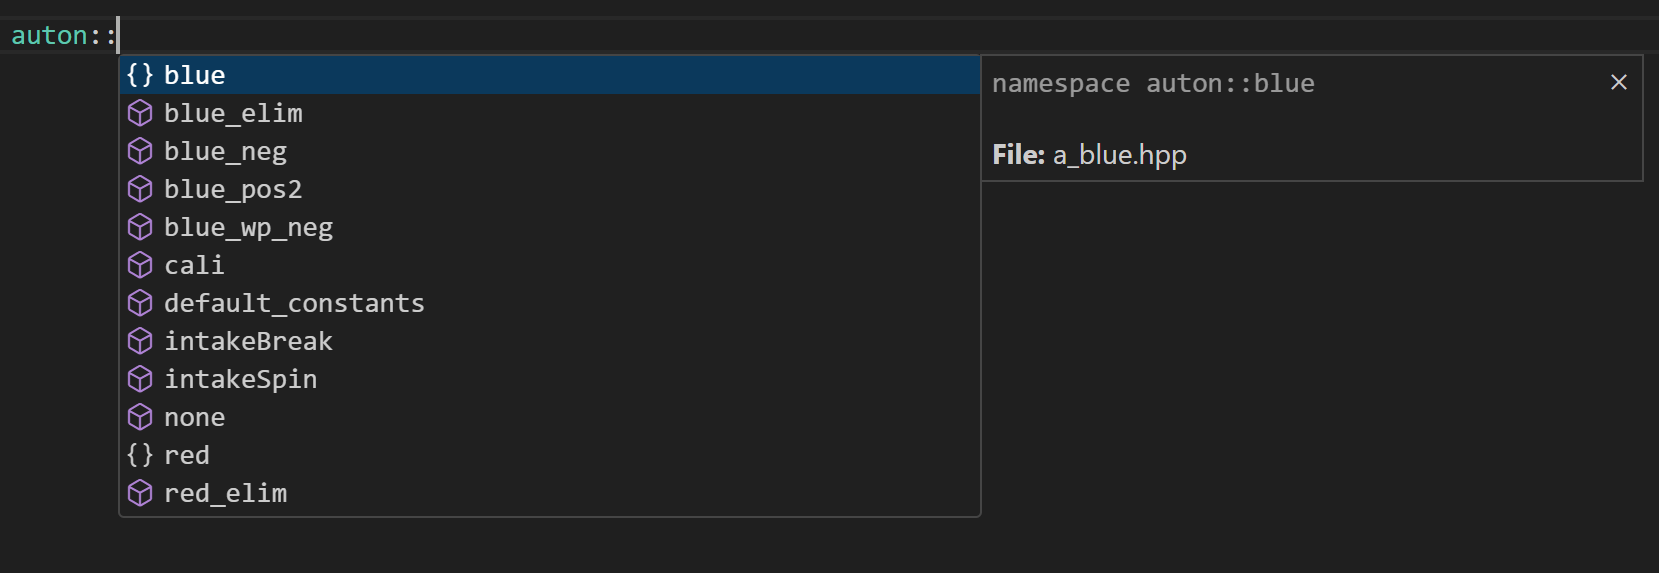 auton::
{} blue
blue_elim
blue_neg
blue_pos2
blue_wp_neg
cali
default_constants
intakeBreak
intakeSpin
none
{} red
red_elim
namespace auton::blue
File: a_blue.hpp